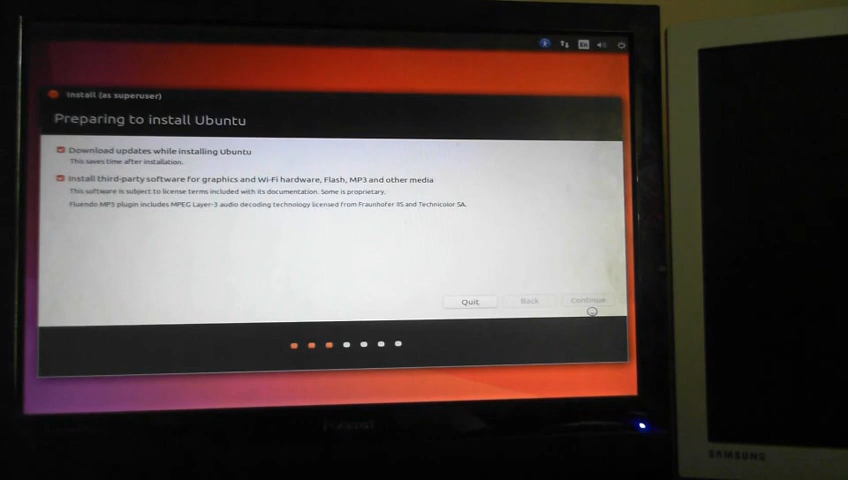 En
Install (as superuser)
Preparing to install Ubuntu
Download updates while installing Ubuntu
This saves time after installation.
Install third-party software for graphics and Wi-Fi hardware, Flash, MP3 and other media
This software is subject to license terms included with its documentation. Some is proprietary.
Fluendo MP3 plugin includes MPEG Layer-3 audio decoding technology licensed from Fraunhofer IIS and Technicolor SA.
Quit
Back
Continue
SAMSUNG